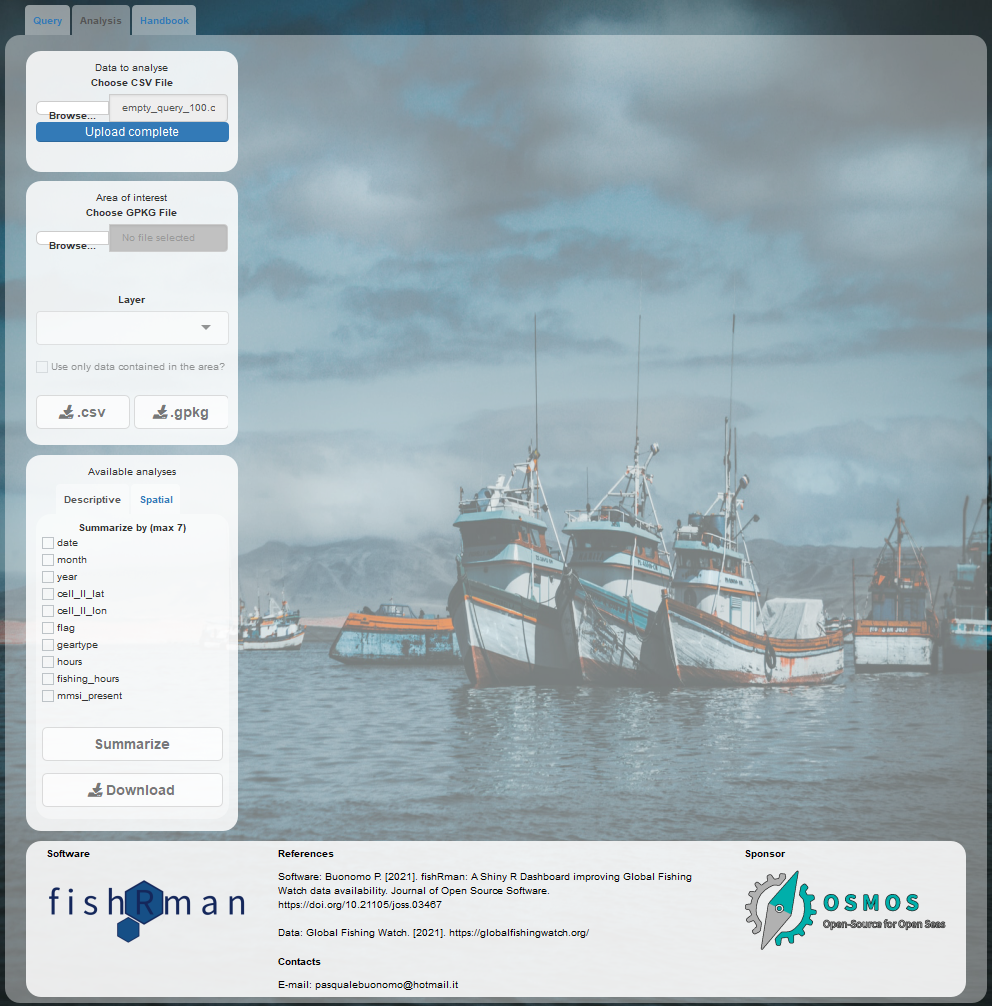 Query Analysis Handbook
Data to analyse
Choose CSV File
Browse... empty_query_100.c
Upload complete
Area of interest
Choose GPKG File
Browse... No file selected
Layer
Use only data contained in the area?
.csv .gpkg
Available analyses
Descriptive Spatial
Summarize by (max 7)
date
month
year
cell_ll_lat
cell_ll_lon
flag
geartype
hours
fishing_hours
mmsi_present
Summarize
Download
Software
fishRman
References
Software: Buonomo P. [2021]. fishRman: A Shiny R Dashboard improving Global Fishing
Watch data availability. Journal of Open Source Software.
https://doi.org/10.21105/joss.03467
Data: Global Fishing Watch. [2021]. https://globalfishingwatch.org/
Contacts
E-mail: pasqualebuonomo@hotmail.it
Sponsor
OSMOS
Open-Source for Open Seas